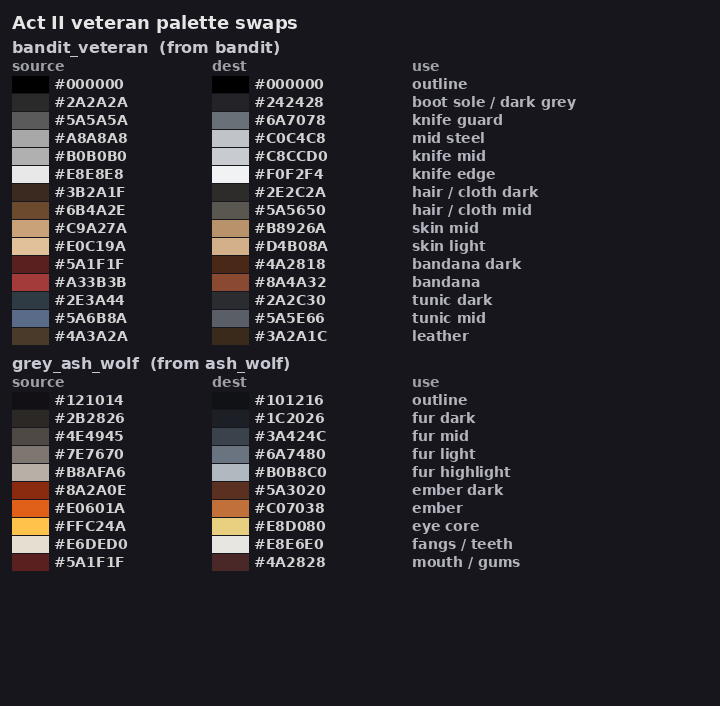 Act II veteran palette swaps
bandit_veteran (from bandit)
source dest use
#000000 #000000 outline
#2A2A2A #242428 boot sole / dark grey
#5A5A5A #6A7078 knife guard
#A8A8A8 #C0C4C8 mid steel
#B0B0B0 #C8CCD0 knife mid
#E8E8E8 #F0F2F4 knife edge
#3B2A1F #2E2C2A hair / cloth dark
#6B4A2E #5A5650 hair / cloth mid
#C9A27A #B8926A skin mid
#E0C19A #D4B08A skin light
#5A1F1F #4A2818 bandana dark
#A33B3B #8A4A32 bandana
#2E3A44 #2A2C30 tunic dark
#5A6B8A #5A5E66 tunic mid
#4A3A2A #3A2A1C leather
grey_ash_wolf (from ash_wolf)
source dest use
#121014 #101216 outline
#2B2826 #1C2026 fur dark
#4E4945 #3A424C fur mid
#7E7670 #6A7480 fur light
#B8AFA6 #B0B8C0 fur highlight
#8A2A0E #5A3020 ember dark
#E0601A #C07038 ember
#FFC24A #E8D080 eye core
#E6DED0 #E8E6E0 fangs / teeth
#5A1F1F #4A2828 mouth / gums